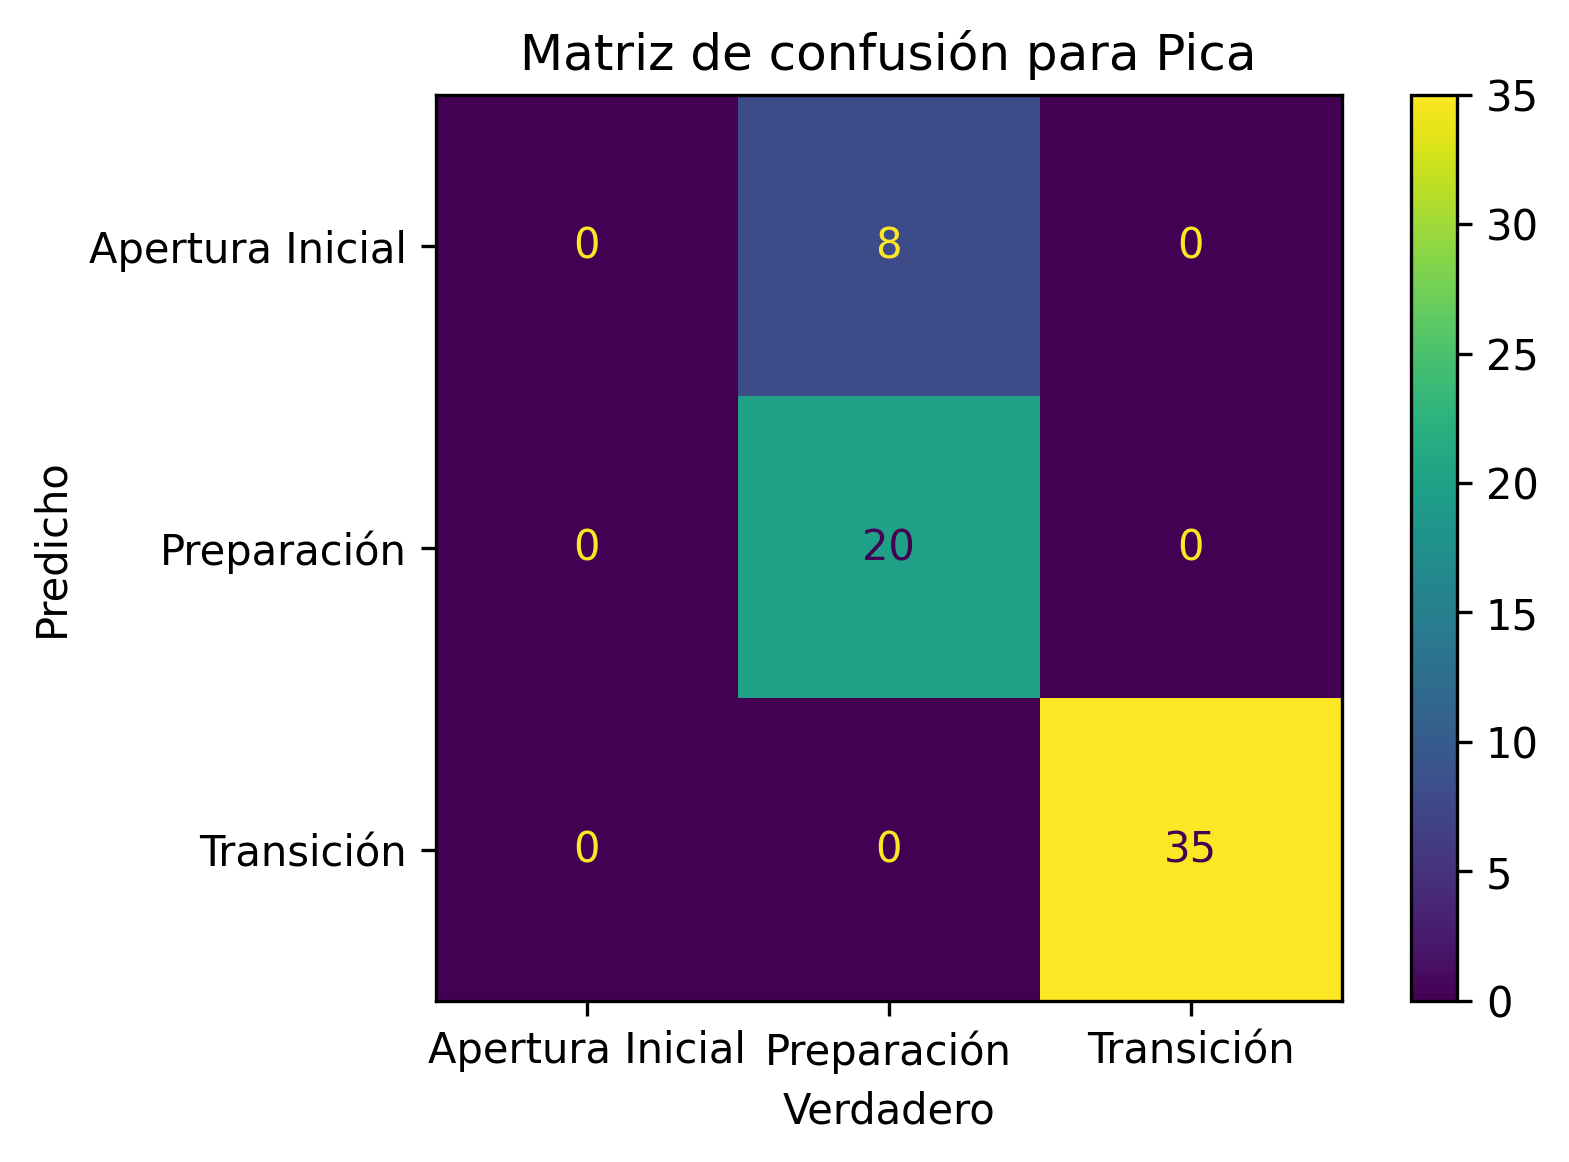 Matriz de confusión para Pica
Predicho
Apertura Inicial
0 8 0
Preparación
0 20 0
Transición
0 0 35
Apertura Inicial Preparación Transición
Verdadero
35
30
25
20
15
10
5
0